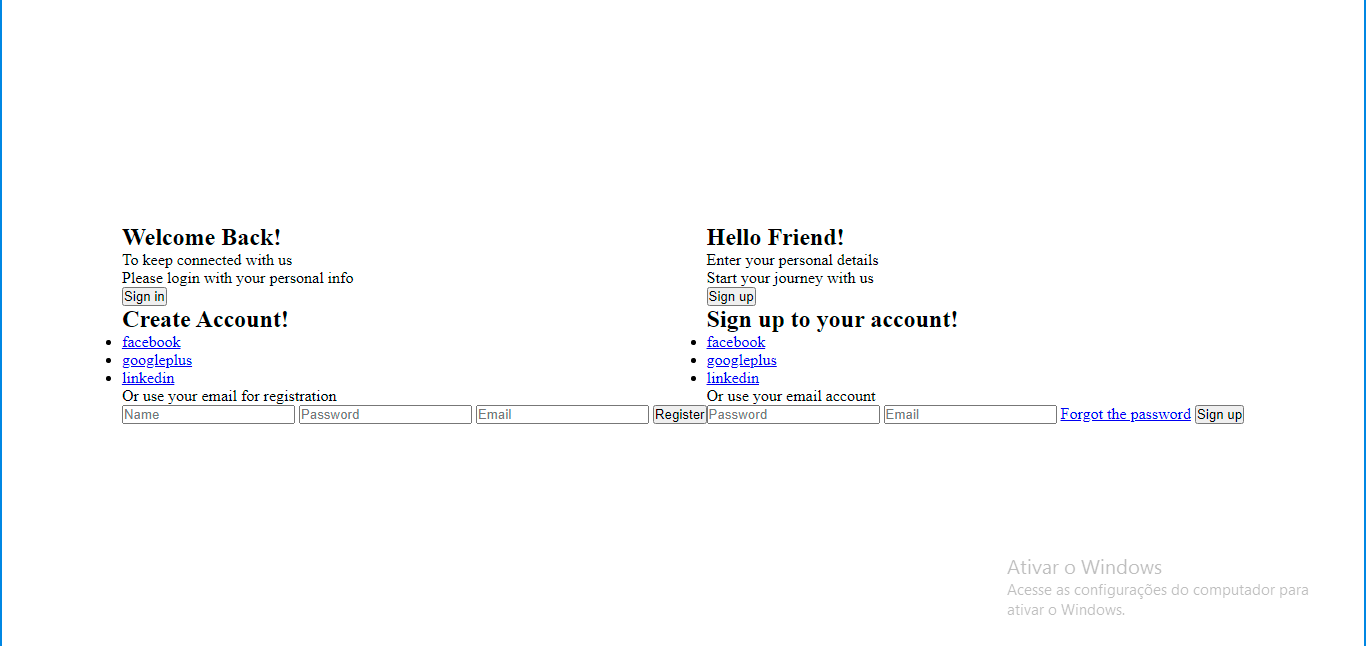 Welcome Back!
To keep connected with us
Please login with your personal info
Sign in
Create Account!
facebook
googleplus
linkedin
Or use your email for registration
Name Password Email Register
Hello Friend!
Enter your personal details
Start your journey with us
Sign up
Sign up to your account!
facebook
googleplus
linkedin
Or use your email account
Password Email Forgot the password Sign up
Ativar o Windows
Acesse as configurações do computador para
ativar o Windows.